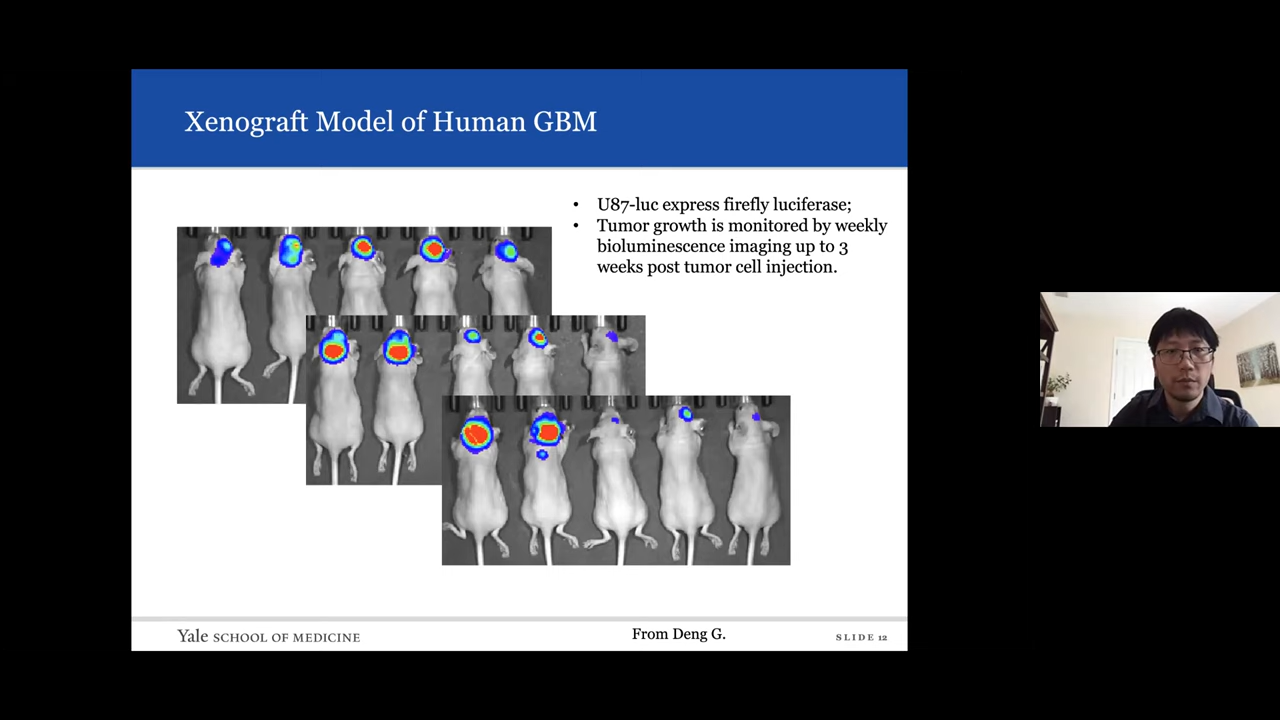 Xenograft Model of Human GBM
• U87-luc express firefly luciferase;
• Tumor growth is monitored by weekly
bioluminescence imaging up to 3
weeks post tumor cell injection.
Yale SCHOOL OF MEDICINE
From Deng G.
SLIDE 12